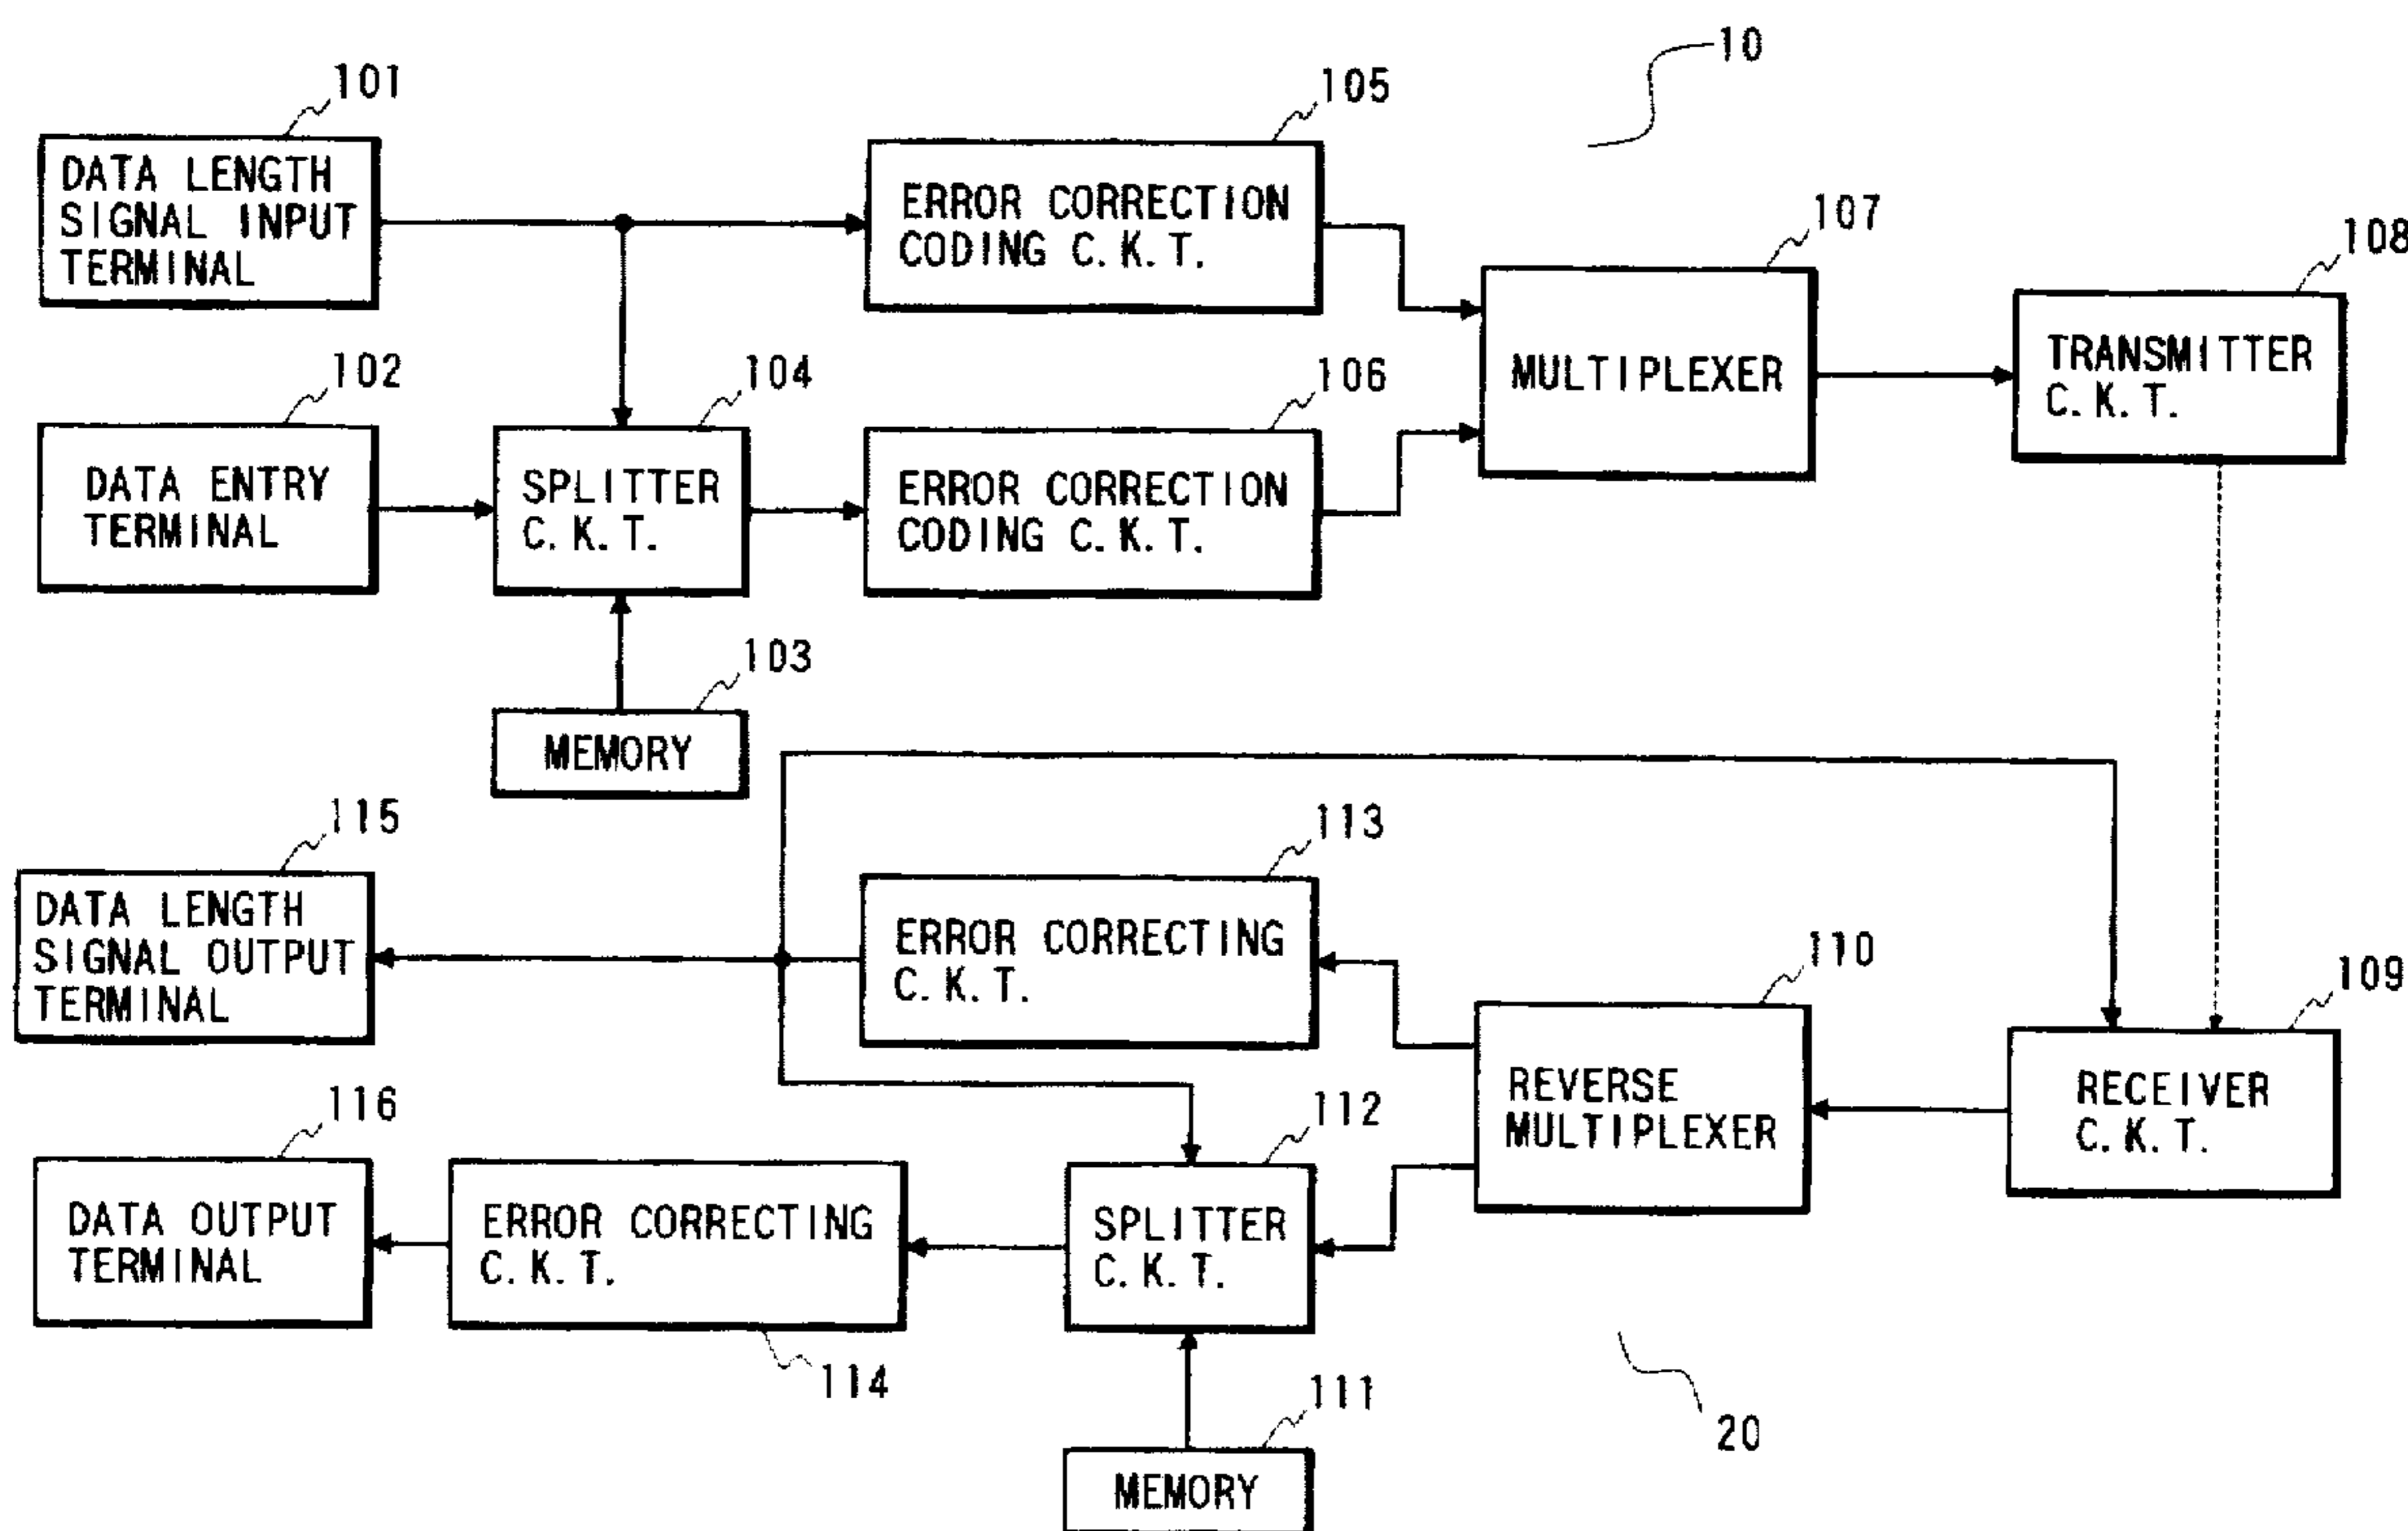 10
101
105
DATA LENGTH
SIGNAL INPUT
TERMINAL
ERROR CORRECTION
CODING C.K.T.
107
108
102
104
106
MULTIPLEXER
TRANSMITTER
C.K.T.
DATA ENTRY
TERMINAL
SPLITTER
C.K.T.
ERROR CORRECTION
CODING C.K.T.
103
MEMORY
115
113
DATA LENGTH
SIGNAL OUTPUT
TERMINAL
ERROR CORRECTING
C.K.T.
110
109
116
112
REVERSE
MULTIPLEXER
RECEIVER
C.K.T.
DATA OUTPUT
TERMINAL
ERROR CORRECTING
C.K.T.
SPLITTER
C.K.T.
114
111
20
MEMORY